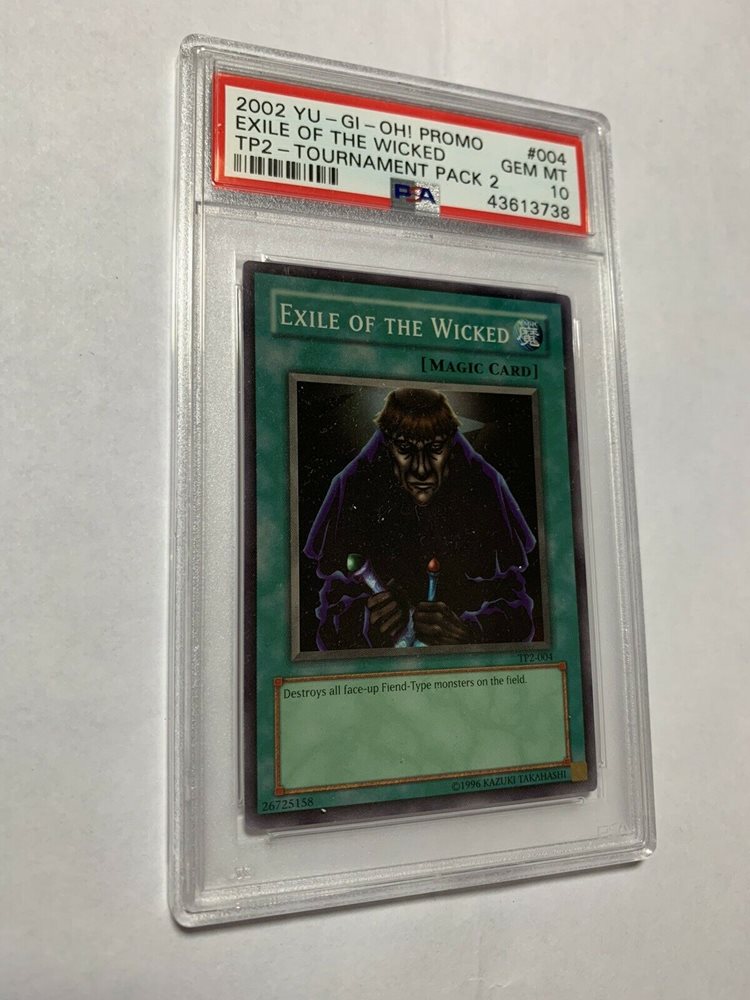 2002 YU-GI-OH! PROMO #004
EXILE OF THE WICKED GEM MT
TP2-TOURNAMENT PACK 2 10
PSA 43613738
EXILE OF THE WICKED 魔
[MAGIC CARD]
TP2-004
Destroys all face-up Fiend-Type monsters on the field.
26725158 ©1996 KAZUKI TAKAHASHI